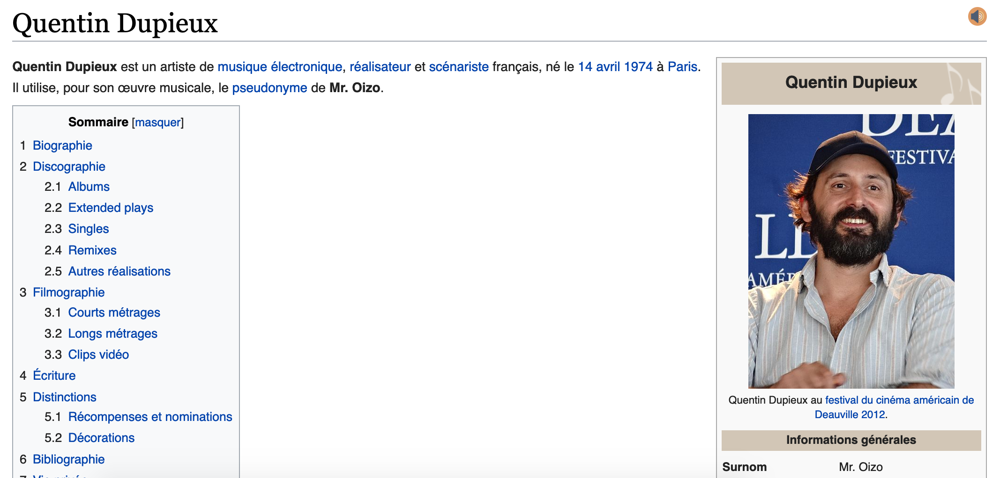 Quentin Dupieux
Quentin Dupieux est un artiste de musique électronique, réalisateur et scénariste français, né le 14 avril 1974 à Paris.
Il utilise, pour son œuvre musicale, le pseudonyme de Mr. Oizo.
Sommaire [masquer]
1 Biographie
2 Discographie
2.1 Albums
2.2 Extended plays
2.3 Singles
2.4 Remixes
2.5 Autres réalisations
3 Filmographie
3.1 Courts métrages
3.2 Longs métrages
3.3 Clips vidéo
4 Écriture
5 Distinctions
5.1 Récompenses et nominations
5.2 Décorations
6 Bibliographie
7 Vie privée
Quentin Dupieux
DEA
FESTIVA
LE
AMÉR
Quentin Dupieux au festival du cinéma américain de
Deauville 2012.
Informations générales
Surnom Mr. Oizo